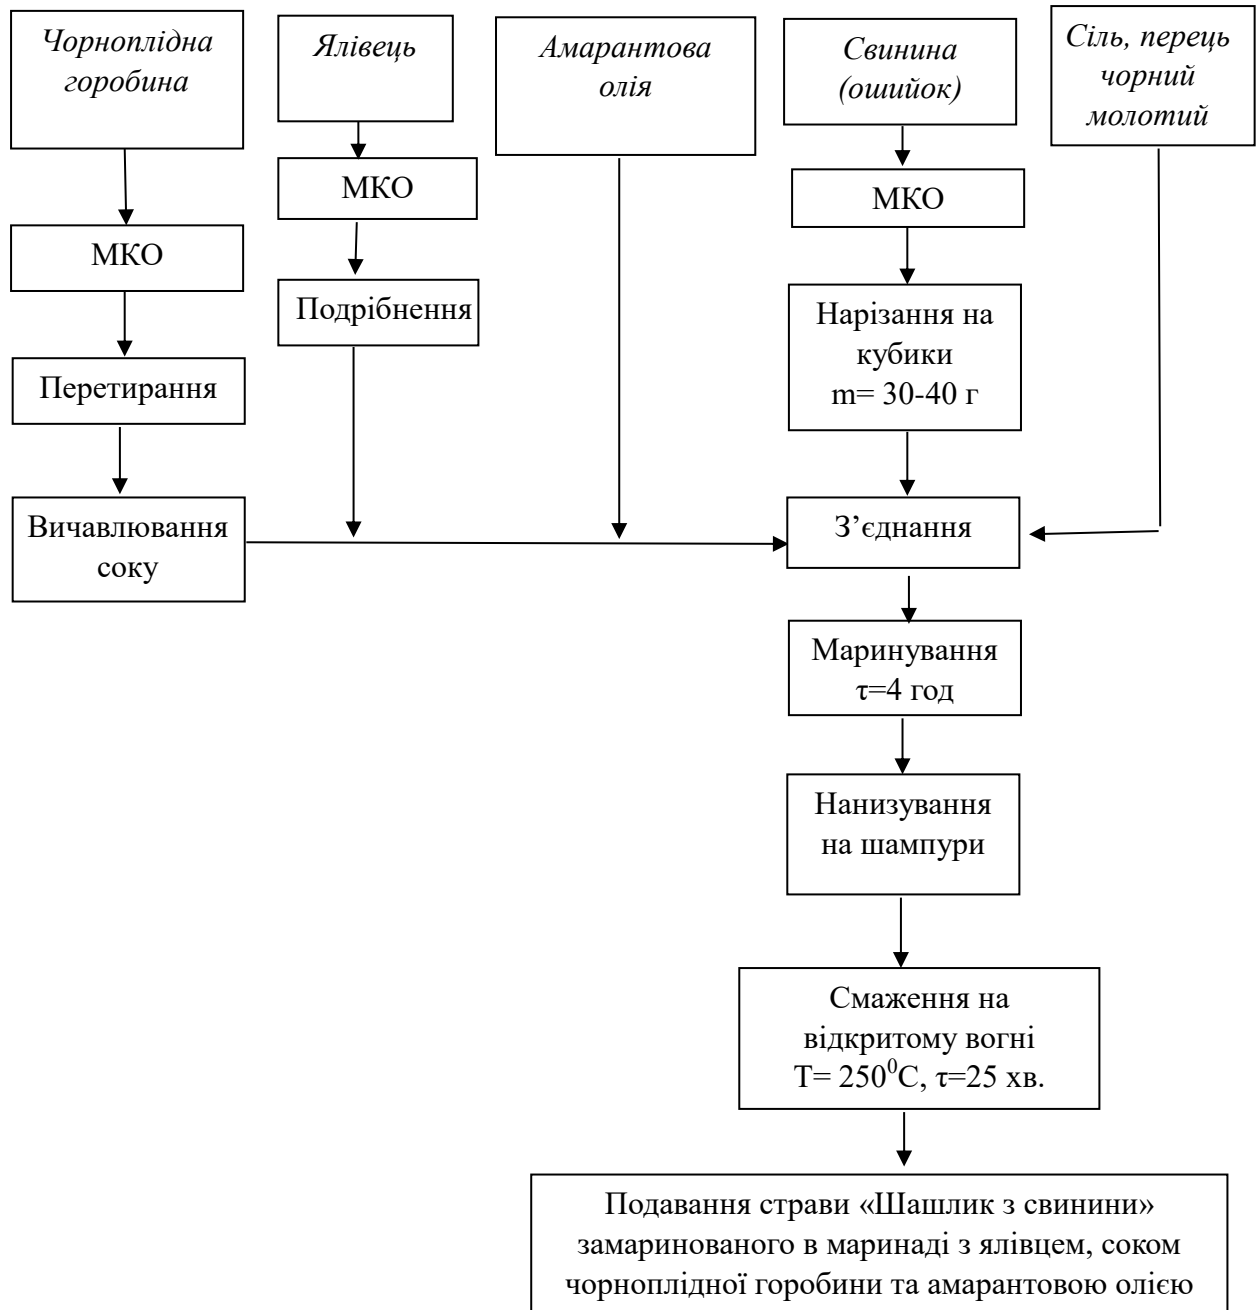 Чорноплідна
горобина
Ялівець
Амарантова
олія
Свинина
(ошийок)
Сіль, перець
чорний
молотий
МКО
МКО
МКО
Подрібнення
Нарізання на
кубики
m= 30-40 г
Перетирання
Вичавлювання
соку
З’єднання
Маринування
τ=4 год
Нанизування
на шампури
Смаження на
відкритому вогні
Т= 250⁰С, τ=25 хв.
Подавання страви «Шашлик з свинини»
замаринованого в маринаді з ялівцем, соком
чорноплідної горобини та амарантовою олією